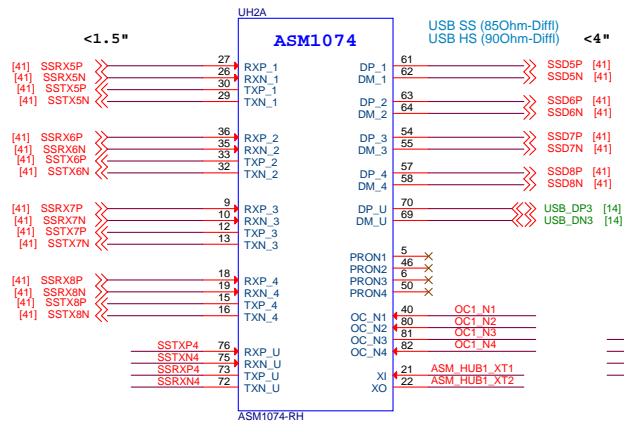 UH2A
<1.5"
ASM1074
USB SS (85Ohm-Diffl)
USB HS (90Ohm-Diffl)
<4"
[41] SSRX5P 27 RXP_1
[41] SSRX5N 26 RXN_1
[41] SSTX5P 30 TXP_1
[41] SSTX5N 29 TXN_1
[41] SSRX6P 36 RXP_2
[41] SSRX6N 35 RXN_2
[41] SSTX6P 33 TXP_2
[41] SSTX6N 32 TXN_2
[41] SSRX7P 9 RXP_3
[41] SSRX7N 10 RXN_3
[41] SSTX7P 12 TXP_3
[41] SSTX7N 13 TXN_3
[41] SSRX8P 18 RXP_4
[41] SSRX8N 19 RXN_4
[41] SSTX8P 15 TXP_4
[41] SSTX8N 16 TXN_4
SSTXP4 76 RXP_U
SSTXN4 75 RXN_U
SSRXP4 73 TXP_U
SSRXN4 72 TXN_U
DP_1 61 SSD5P [41]
DM_1 62 SSD5N [41]
DP_2 63 SSD6P [41]
DM_2 64 SSD6N [41]
DP_3 54 SSD7P [41]
DM_3 55 SSD7N [41]
DP_4 57 SSD8P [41]
DM_4 58 SSD8N [41]
DP_U 70 USB_DP3 [14]
DM_U 69 USB_DN3 [14]
PRON1 5
PRON2 46
PRON3 6
PRON4 50
OC_N1 40 OC1_N1
OC_N2 80 OC1_N2
OC_N3 81 OC1_N3
OC_N4 82 OC1_N4
XI 21 ASM_HUB1_XT1
XO 22 ASM_HUB1_XT2
ASM1074-RH